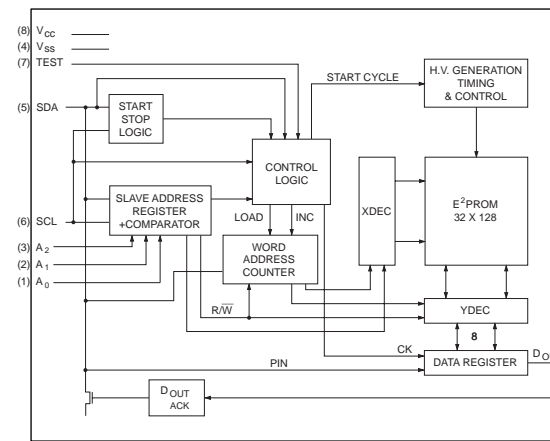 (8) VCC
(4) VSS
(7) TEST
(5) SDA
START
STOP
LOGIC
START CYCLE
H.V. GENERATION
TIMING
& CONTROL
CONTROL
LOGIC
SLAVE ADDRESS
REGISTER
+COMPARATOR
(6) SCL
(3) A2
(2) A1
(1) A0
LOAD
INC
WORD
ADDRESS
COUNTER
XDEC
E²PROM
32 X 128
R/W̅
YDEC
8
CK
PIN
DATA REGISTER
DOUT
ACK